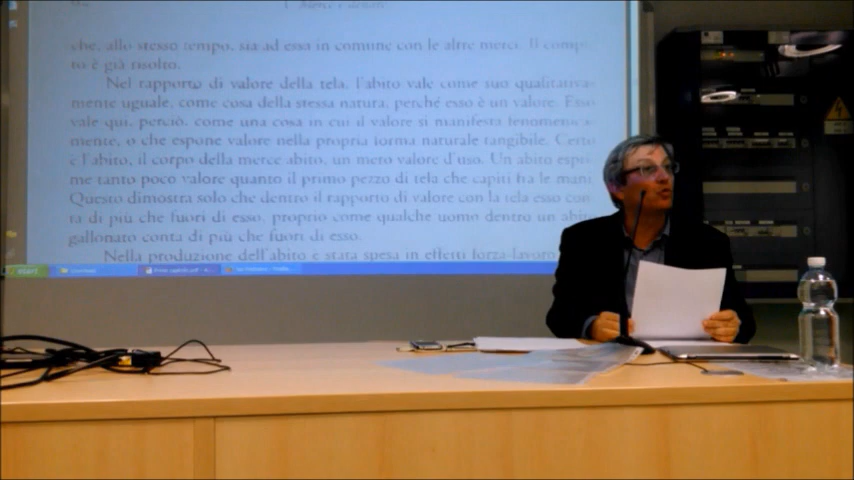 1 Merci e denaro
che, allo stesso tempo, sia ad essa in comune con le altre merci. Il compi-
to è già risolto.
Nel rapporto di valore della tela, l'abito vale come suo qualitativa-
mente uguale, come cosa della stessa natura, perché esso è un valore. Esso
vale qui, perciò, come una cosa in cui il valore si manifesta fenomenica-
mente, o che espone valore nella propria forma naturale tangibile. Certo
è l'abito, il corpo della merce abito, un mero valore d'uso. Un abito espri-
me tanto poco valore quanto il primo pezzo di tela che capiti fra le mani.
Questo dimostra solo che dentro il rapporto di valore con la tela esso con-
ta di più che fuori di esso, proprio come qualche uomo dentro un abito
gallonato conta di più che fuori di esso.
Nella produzione dell'abito è stata spesa in effetti forza-lavoro
start